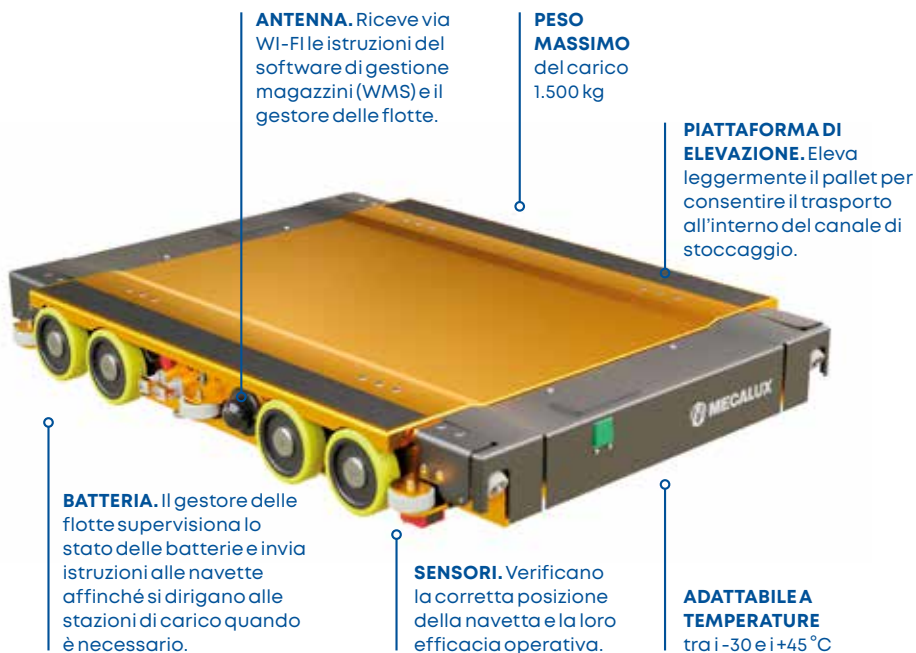 ANTENNA. Riceve via
WI-FI le istruzioni del
software di gestione
magazzini (WMS) e il
gestore delle flotte.
PESO
MASSIMO
del carico
1.500 kg
PIATTAFORMA DI
ELEVAZIONE. Eleva
leggermente il pallet per
consentire il trasporto
all'interno del canale di
stoccaggio.
MECALUX
BATTERIA. Il gestore delle
flotte supervisiona lo
stato delle batterie e invia
istruzioni alle navette
affinché si dirigano alle
stazioni di carico quando
è necessario.
SENSORI. Verificano
la corretta posizione
della navetta e la loro
efficacia operativa.
ADATTABILE A
TEMPERATURE
tra i -30 e i +45 °C